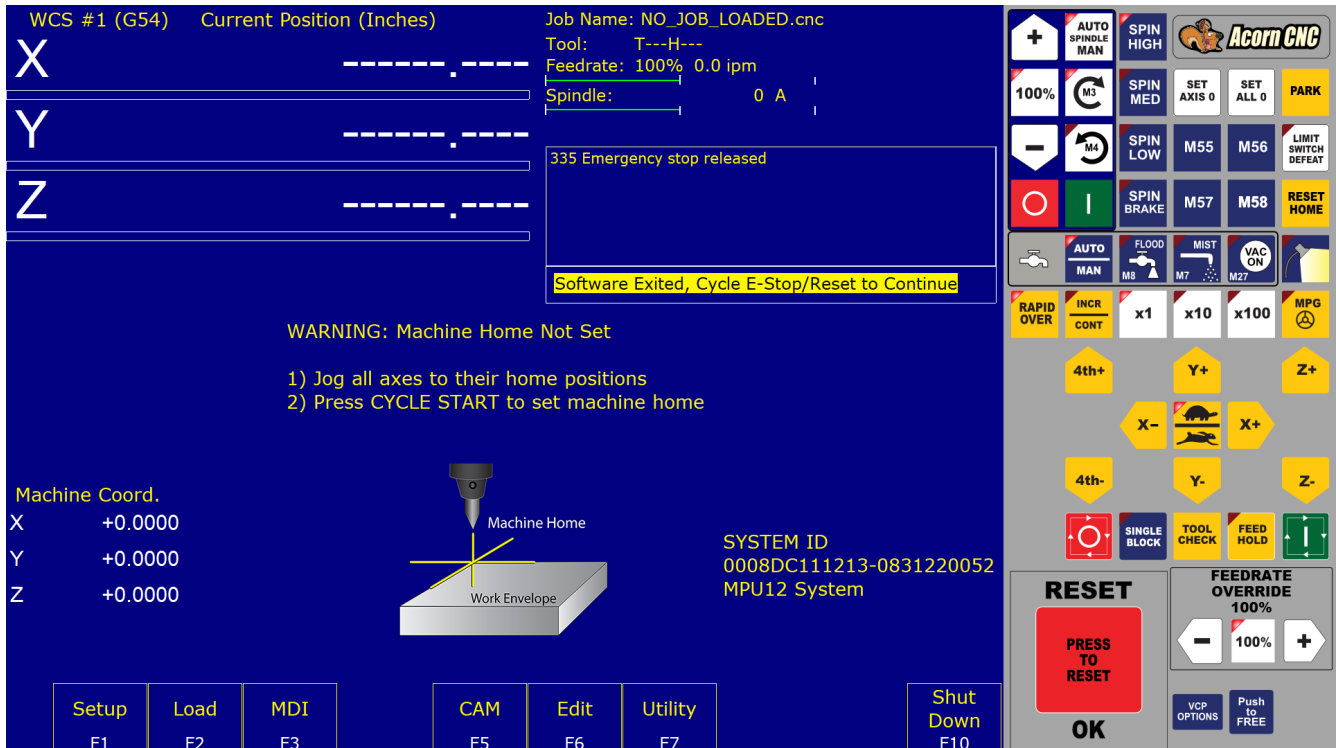 WCS #1 (G54) Current Position (Inches)
X ------.----
Y ------.----
Z ------.----
Job Name: NO_JOB_LOADED.cnc
Tool: T---H---
Feedrate: 100% 0.0 ipm
Spindle: 0 A
335 Emergency stop released
Software Exited, Cycle E-Stop/Reset to Continue
WARNING: Machine Home Not Set
1) Jog all axes to their home positions
2) Press CYCLE START to set machine home
Machine Coord.
X +0.0000
Y +0.0000
Z +0.0000
Machine Home
Work Envelope
SYSTEM ID
0008DC111213-0831220052
MPU12 System
Setup
F1
Load
F2
MDI
F3
CAM
F5
Edit
F6
Utility
F7
Shut
Down
F10
+
AUTO
SPINDLE
MAN
SPIN
HIGH
Acorn CNC
100%
M3
SPIN
MED
SET
AXIS 0
SET
ALL 0
PARK
-
M4
SPIN
LOW
M55
M56
LIMIT
SWITCH
DEFEAT
SPIN
BRAKE
M57
M58
RESET
HOME
AUTO
MAN
FLOOD
M8
MIST
M7
VAC
ON
M27
RAPID
OVER
INCR
CONT
x1
x10
x100
MPG
4th+
Y+
Z+
X-
X+
4th-
Y-
Z-
SINGLE
BLOCK
TOOL
CHECK
FEED
HOLD
RESET
PRESS
TO
RESET
OK
FEEDRATE
OVERRIDE
100%
-
100%
+
VCP
OPTIONS
Push
to
FREE